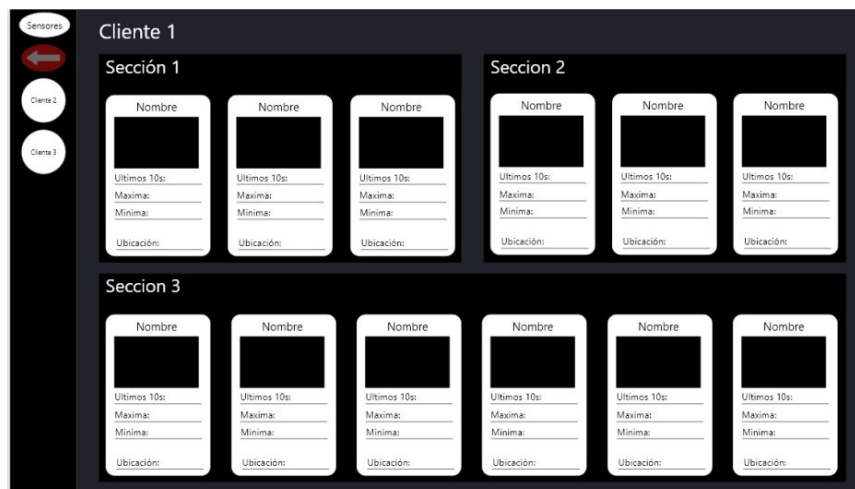 Sensores
Cliente 2
Cliente 3
Cliente 1
Sección 1
Nombre
Ultimos 10s:
Maxima:
Minima:
Ubicación:
Nombre
Ultimos 10s:
Maxima:
Minima:
Ubicación:
Nombre
Ultimos 10s:
Maxima:
Minima:
Ubicación:
Seccion 2
Nombre
Ultimos 10s:
Maxima:
Minima:
Ubicación:
Nombre
Ultimos 10s:
Maxima:
Minima:
Ubicación:
Nombre
Ultimos 10s:
Maxima:
Minima:
Ubicación:
Seccion 3
Nombre
Ultimos 10s:
Maxima:
Minima:
Ubicación:
Nombre
Ultimos 10s:
Maxima:
Minima:
Ubicación:
Nombre
Ultimos 10s:
Maxima:
Minima:
Ubicación:
Nombre
Ultimos 10s:
Maxima:
Minima:
Ubicación:
Nombre
Ultimos 10s:
Maxima:
Minima:
Ubicación:
Nombre
Ultimos 10s:
Maxima:
Minima:
Ubicación: